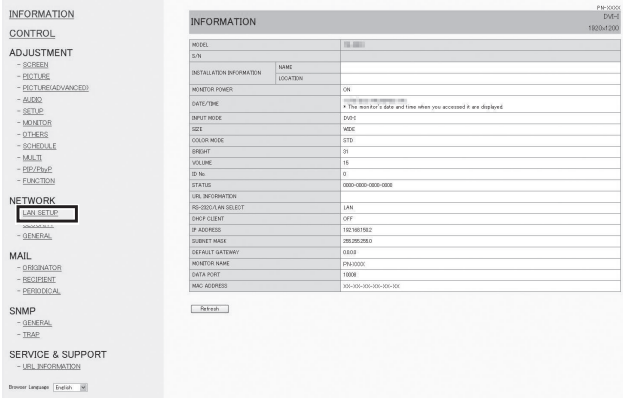 INFORMATION
CONTROL
ADJUSTMENT
- SCREEN
- PICTURE
- PICTURE(ADVANCED)
- AUDIO
- SETUP
- MONITOR
- OTHERS
- SCHEDULE
- MULTI
- PIP/PbyP
- FUNCTION
NETWORK
LAN SETUP
- GENERAL
MAIL
- ORIGINATOR
- RECIPIENT
- PERIODICAL
SNMP
- GENERAL
- TRAP
SERVICE & SUPPORT
- URL INFORMATION
Browser Language English
PN-XXXX
INFORMATION
DVI-I
1920x1200
MODEL
S/N
INSTALLATION INFORMATION NAME
LOCATION
MONITOR POWER ON
DATE/TIME
* The monitor's date and time when you accessed it are displayed
INPUT MODE DVI-I
SIZE WIDE
COLOR MODE STD
BRIGHT 31
VOLUME 15
ID No. 0
STATUS 0000-0000-0000-0000
URL INFORMATION
RS-232C/LAN SELECT LAN
DHCP CLIENT OFF
IP ADDRESS 192.168.150.2
SUBNET MASK 255.255.255.0
DEFAULT GATEWAY 0.0.0.0
MONITOR NAME PN-XXXX
DATA PORT 10008
MAC ADDRESS XX-XX-XX-XX-XX-XX
Refresh